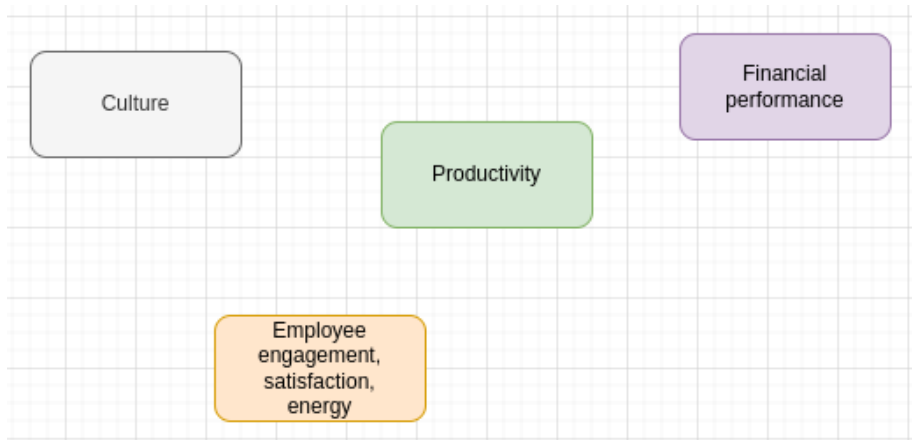 Culture
Financial
performance
Productivity
Employee
engagement,
satisfaction,
energy